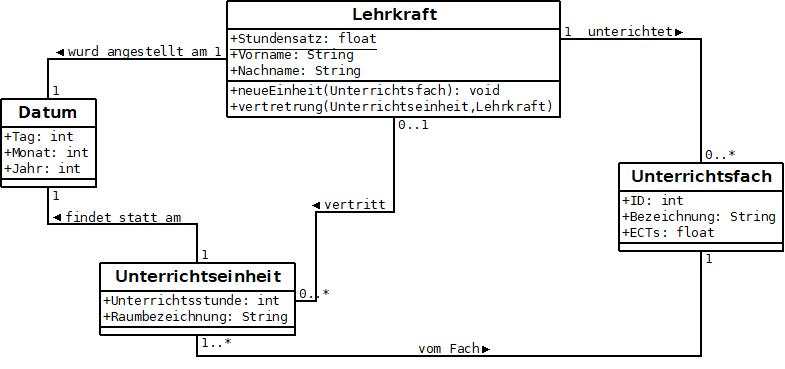 Lehrkraft
+Stundensatz: float
+Vorname: String
+Nachname: String
+neueEinheit(Unterrichtsfach): void
+vertretrung(Unterrichtseinheit,Lehrkraft)
1 unterichtet►
◄ wurd angestellt am 1
1
0..1
Datum
+Tag: int
+Monat: int
+Jahr: int
0..*
Unterrichtsfach
+ID: int
+Bezeichnung: String
+ECTs: float
1
◄ vertritt
1
◄ findet statt am
1
Unterrichtseinheit
+Unterrichtsstunde: int
+Raumbezeichnung: String
0..*
1..*
vom Fach►